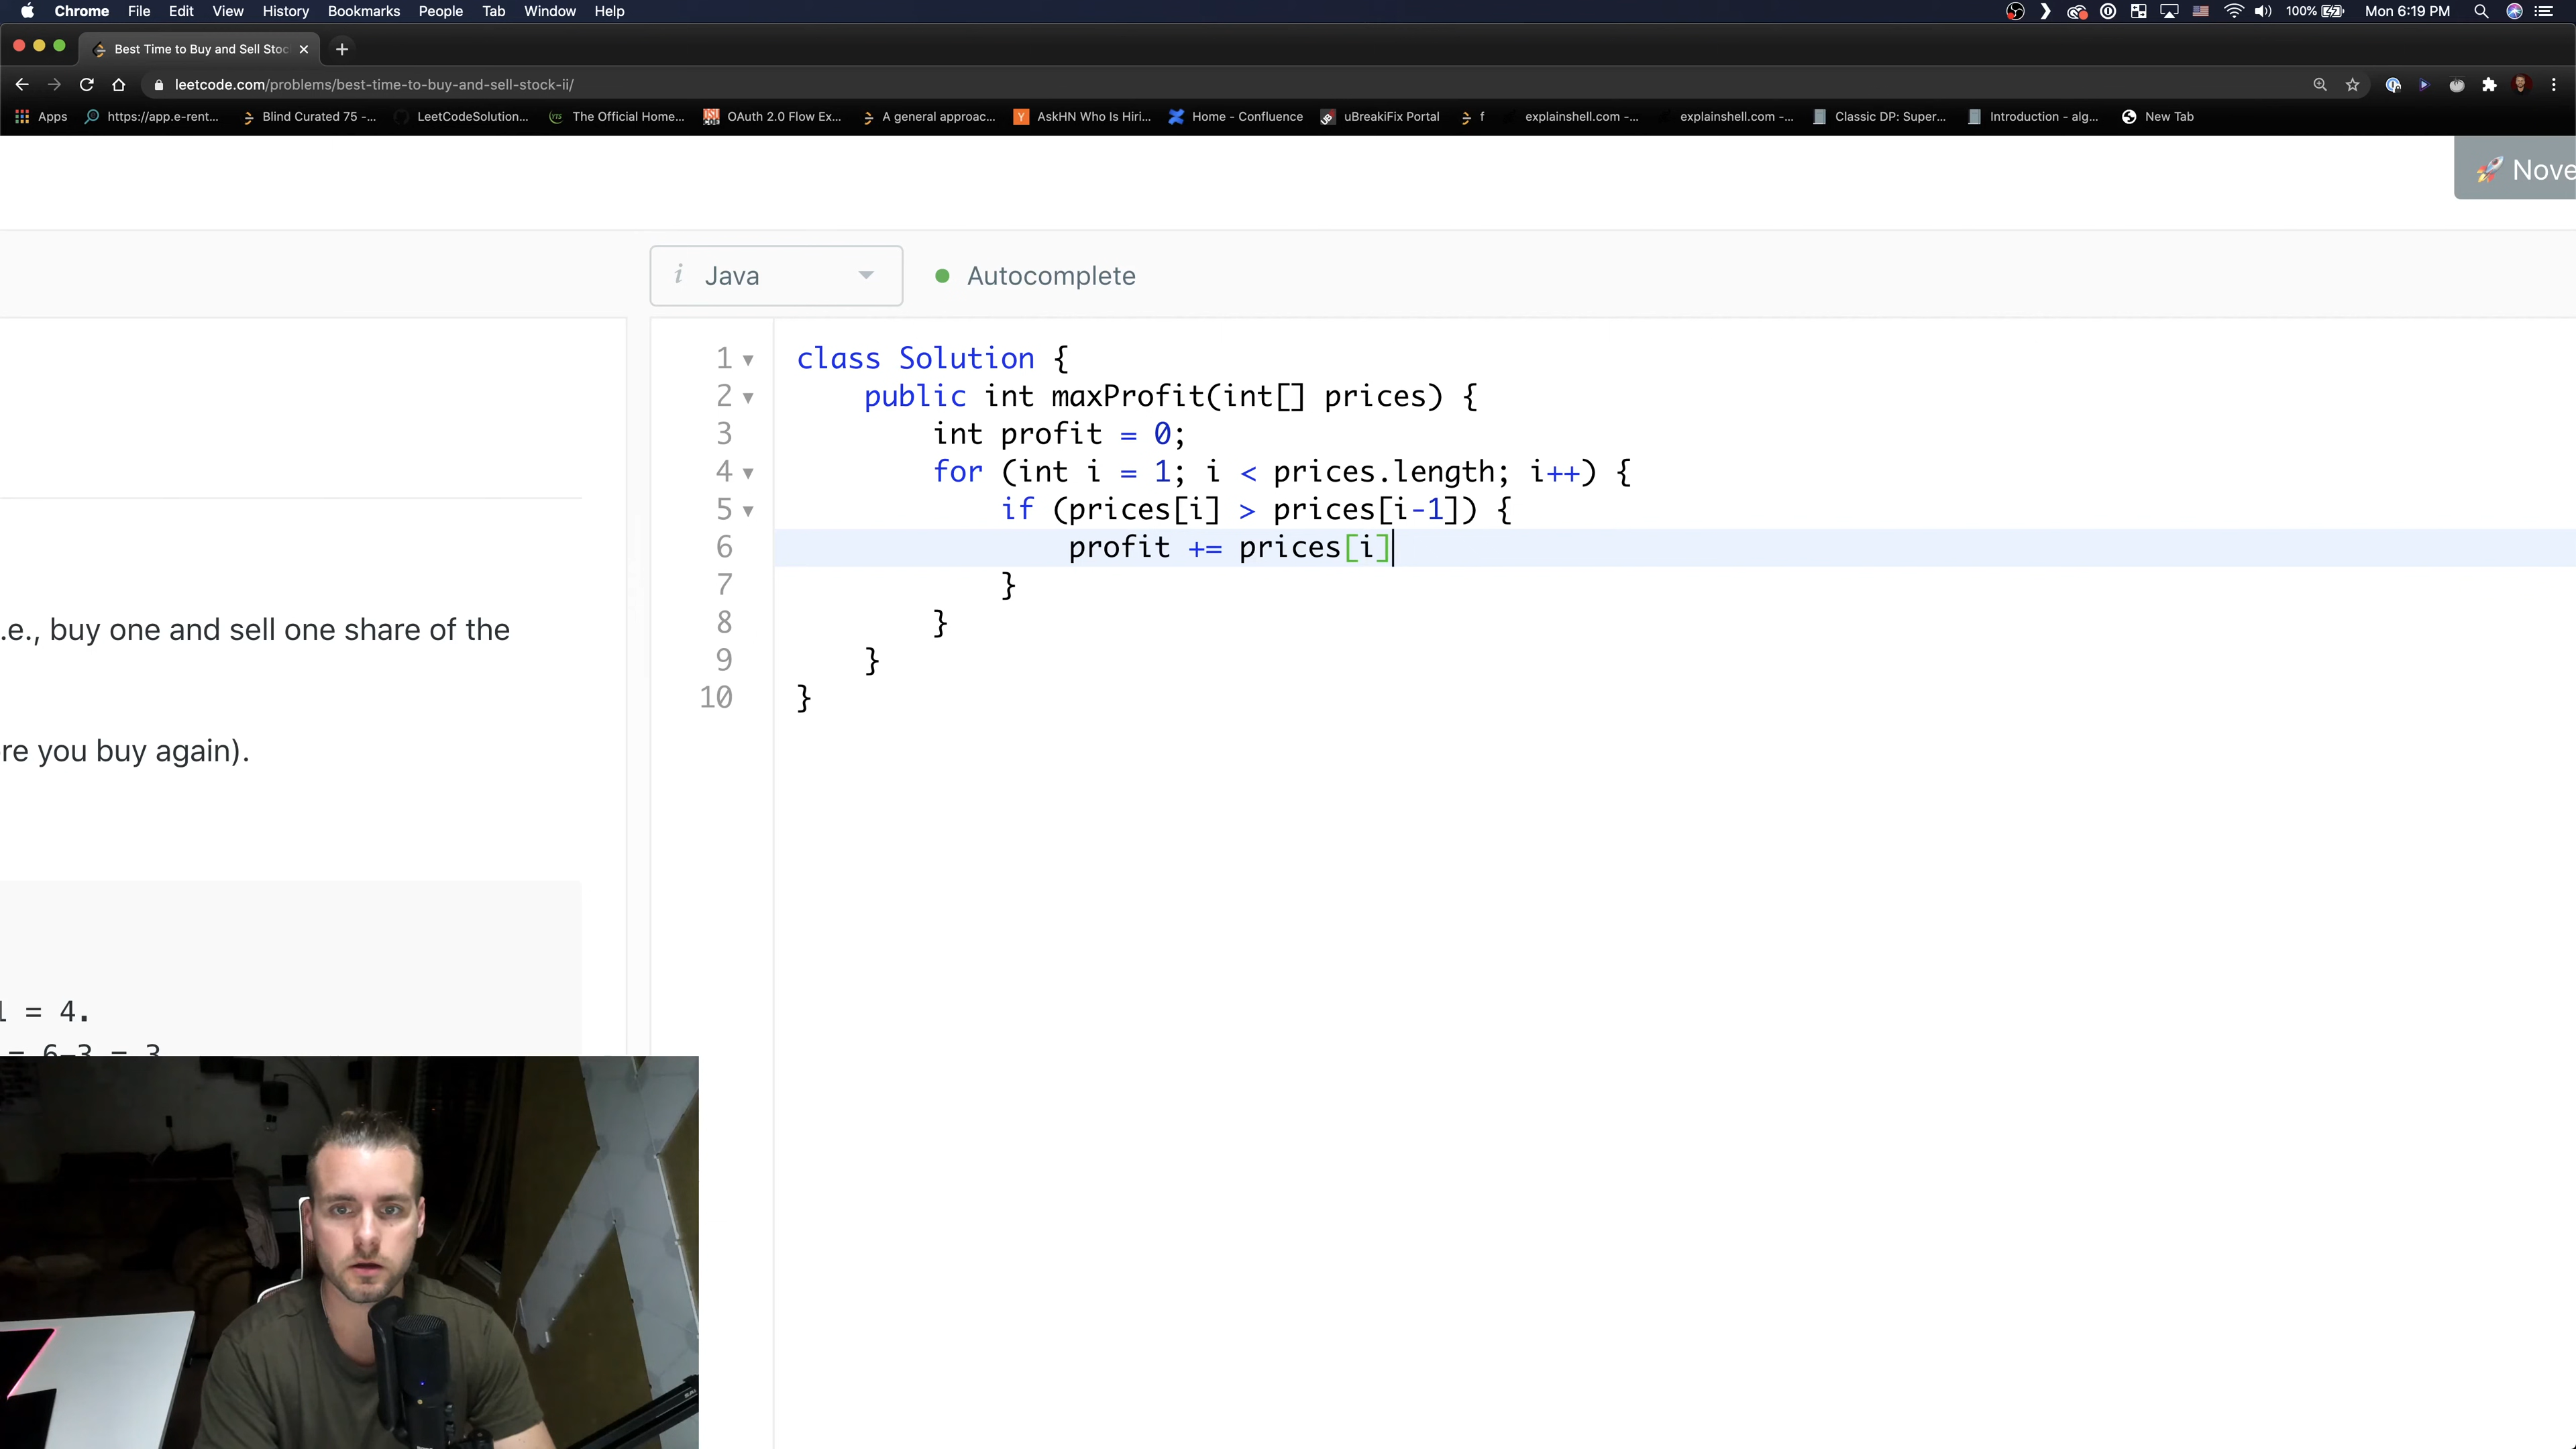 Chrome File Edit View History Bookmarks People Tab Window Help 100% Mon 6:19 PM
Best Time to Buy and Sell Stoc
leetcode.com/problems/best-time-to-buy-and-sell-stock-ii/
Apps https://app.e-rent... Blind Curated 75 -... LeetCodeSolution... The Official Home... OAuth 2.0 Flow Ex... A general approac... AskHN Who Is Hiri... Home - Confluence uBreakiFix Portal f explainshell.com -... explainshell.com -... Classic DP: Super... Introduction - alg... New Tab
🚀 Nove
i Java Autocomplete
1 class Solution {
2 public int maxProfit(int[] prices) {
3 int profit = 0;
4 for (int i = 1; i < prices.length; i++) {
5 if (prices[i] > prices[i-1]) {
6 profit += prices[i]
7 }
8 }
9 }
10 }
.e., buy one and sell one share of the
re you buy again).
1 = 4.
= 6-3 = 3